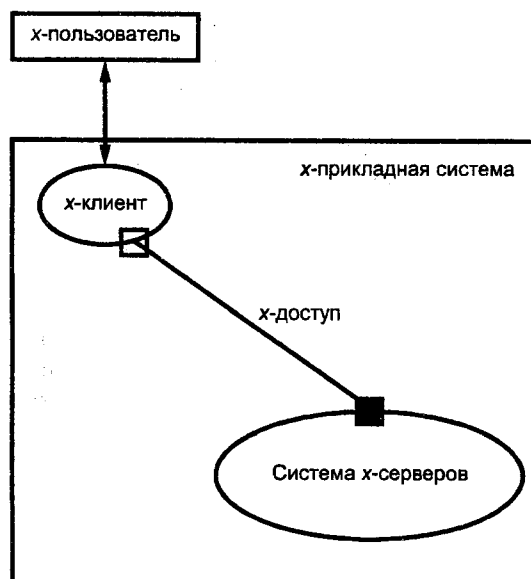 x-пользователь
x-прикладная система
x-клиент
x-доступ
Система x-серверов